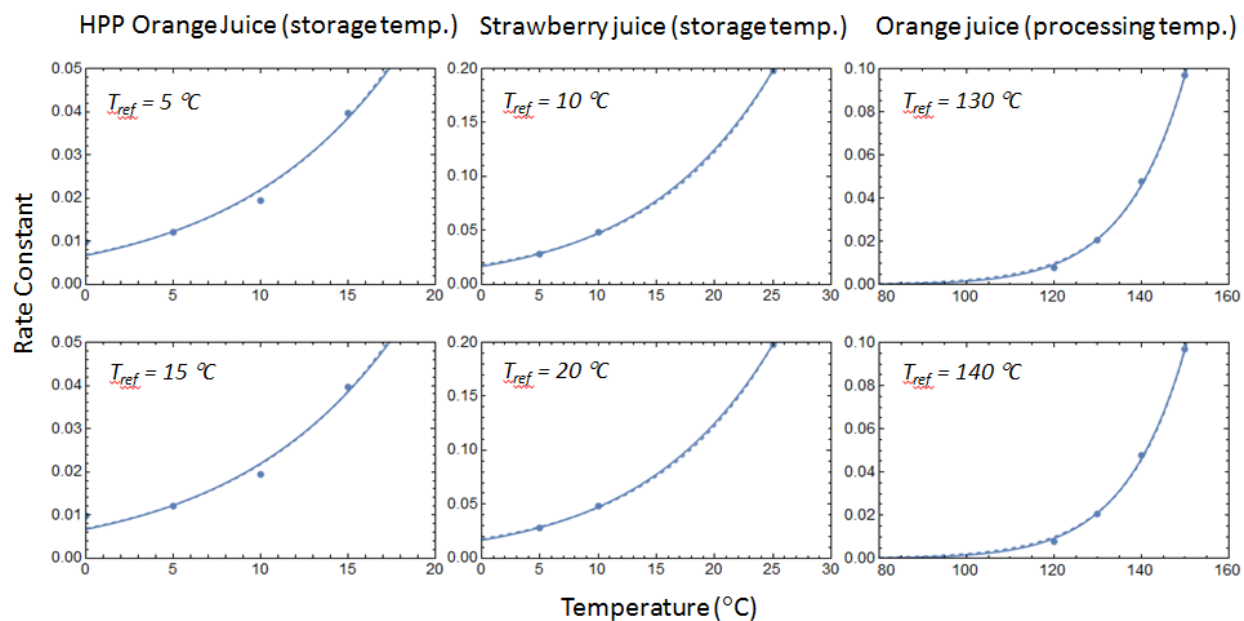 HPP Orange Juice (storage temp.) Strawberry juice (storage temp.) Orange juice (processing temp.)
0.05 0.20 0.10
Tref = 5 °C Tref = 10 °C Tref = 130 °C
0.04 0.15 0.08
0.03 0.06
0.10
0.02 0.04
0.01 0.05 0.02
0.00 0.00 0.00
0 5 10 15 20 0 5 10 15 20 25 30 80 100 120 140 160
Rate Constant
0.05 0.20 0.10
Tref = 15 °C Tref = 20 °C Tref = 140 °C
0.04 0.15 0.08
0.03 0.06
0.10
0.02 0.04
0.01 0.05 0.02
0.00 0.00 0.00
0 5 10 15 20 0 5 10 15 20 25 30 80 100 120 140 160
Temperature (°C)